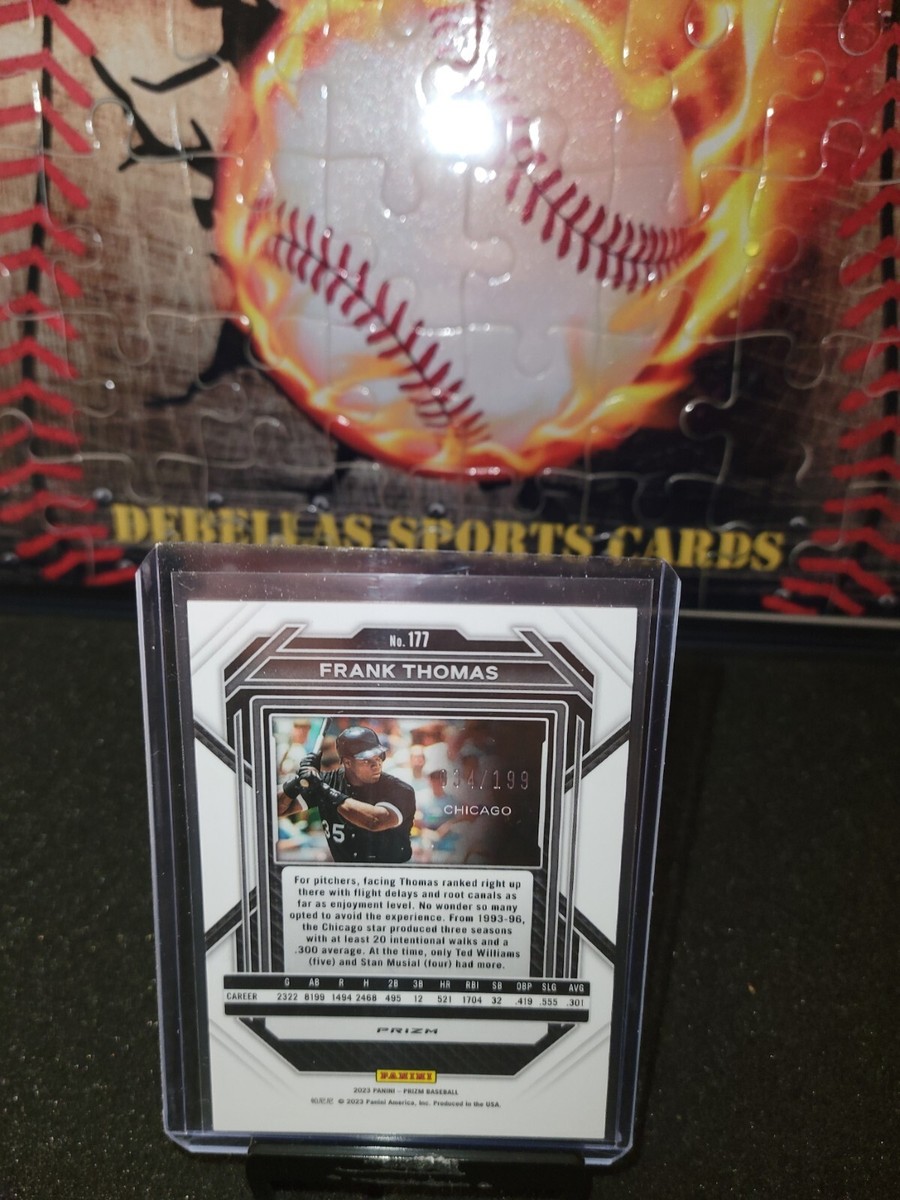 DEBELLAS SPORTS CARDS
No. 177
FRANK THOMAS
/199
CHICAGO
35
For pitchers, facing Thomas ranked right up
there with flight delays and root canals as
far as enjoyment level. No wonder so many
opted to avoid the experience. From 1993-96,
the Chicago star produced three seasons
with at least 20 intentional walks and a
.300 average. At the time, only Ted Williams
(five) and Stan Musial (four) had more.
G AB R H 2B 3B HR RBI SB OBP SLG AVG
CAREER 2322 8199 1494 2468 495 12 521 1704 32 .419 .555 .301
PRIZM
PANINI
2023 PANINI – PRIZM BASEBALL
© 2023 Panini America, Inc. Produced in the USA.